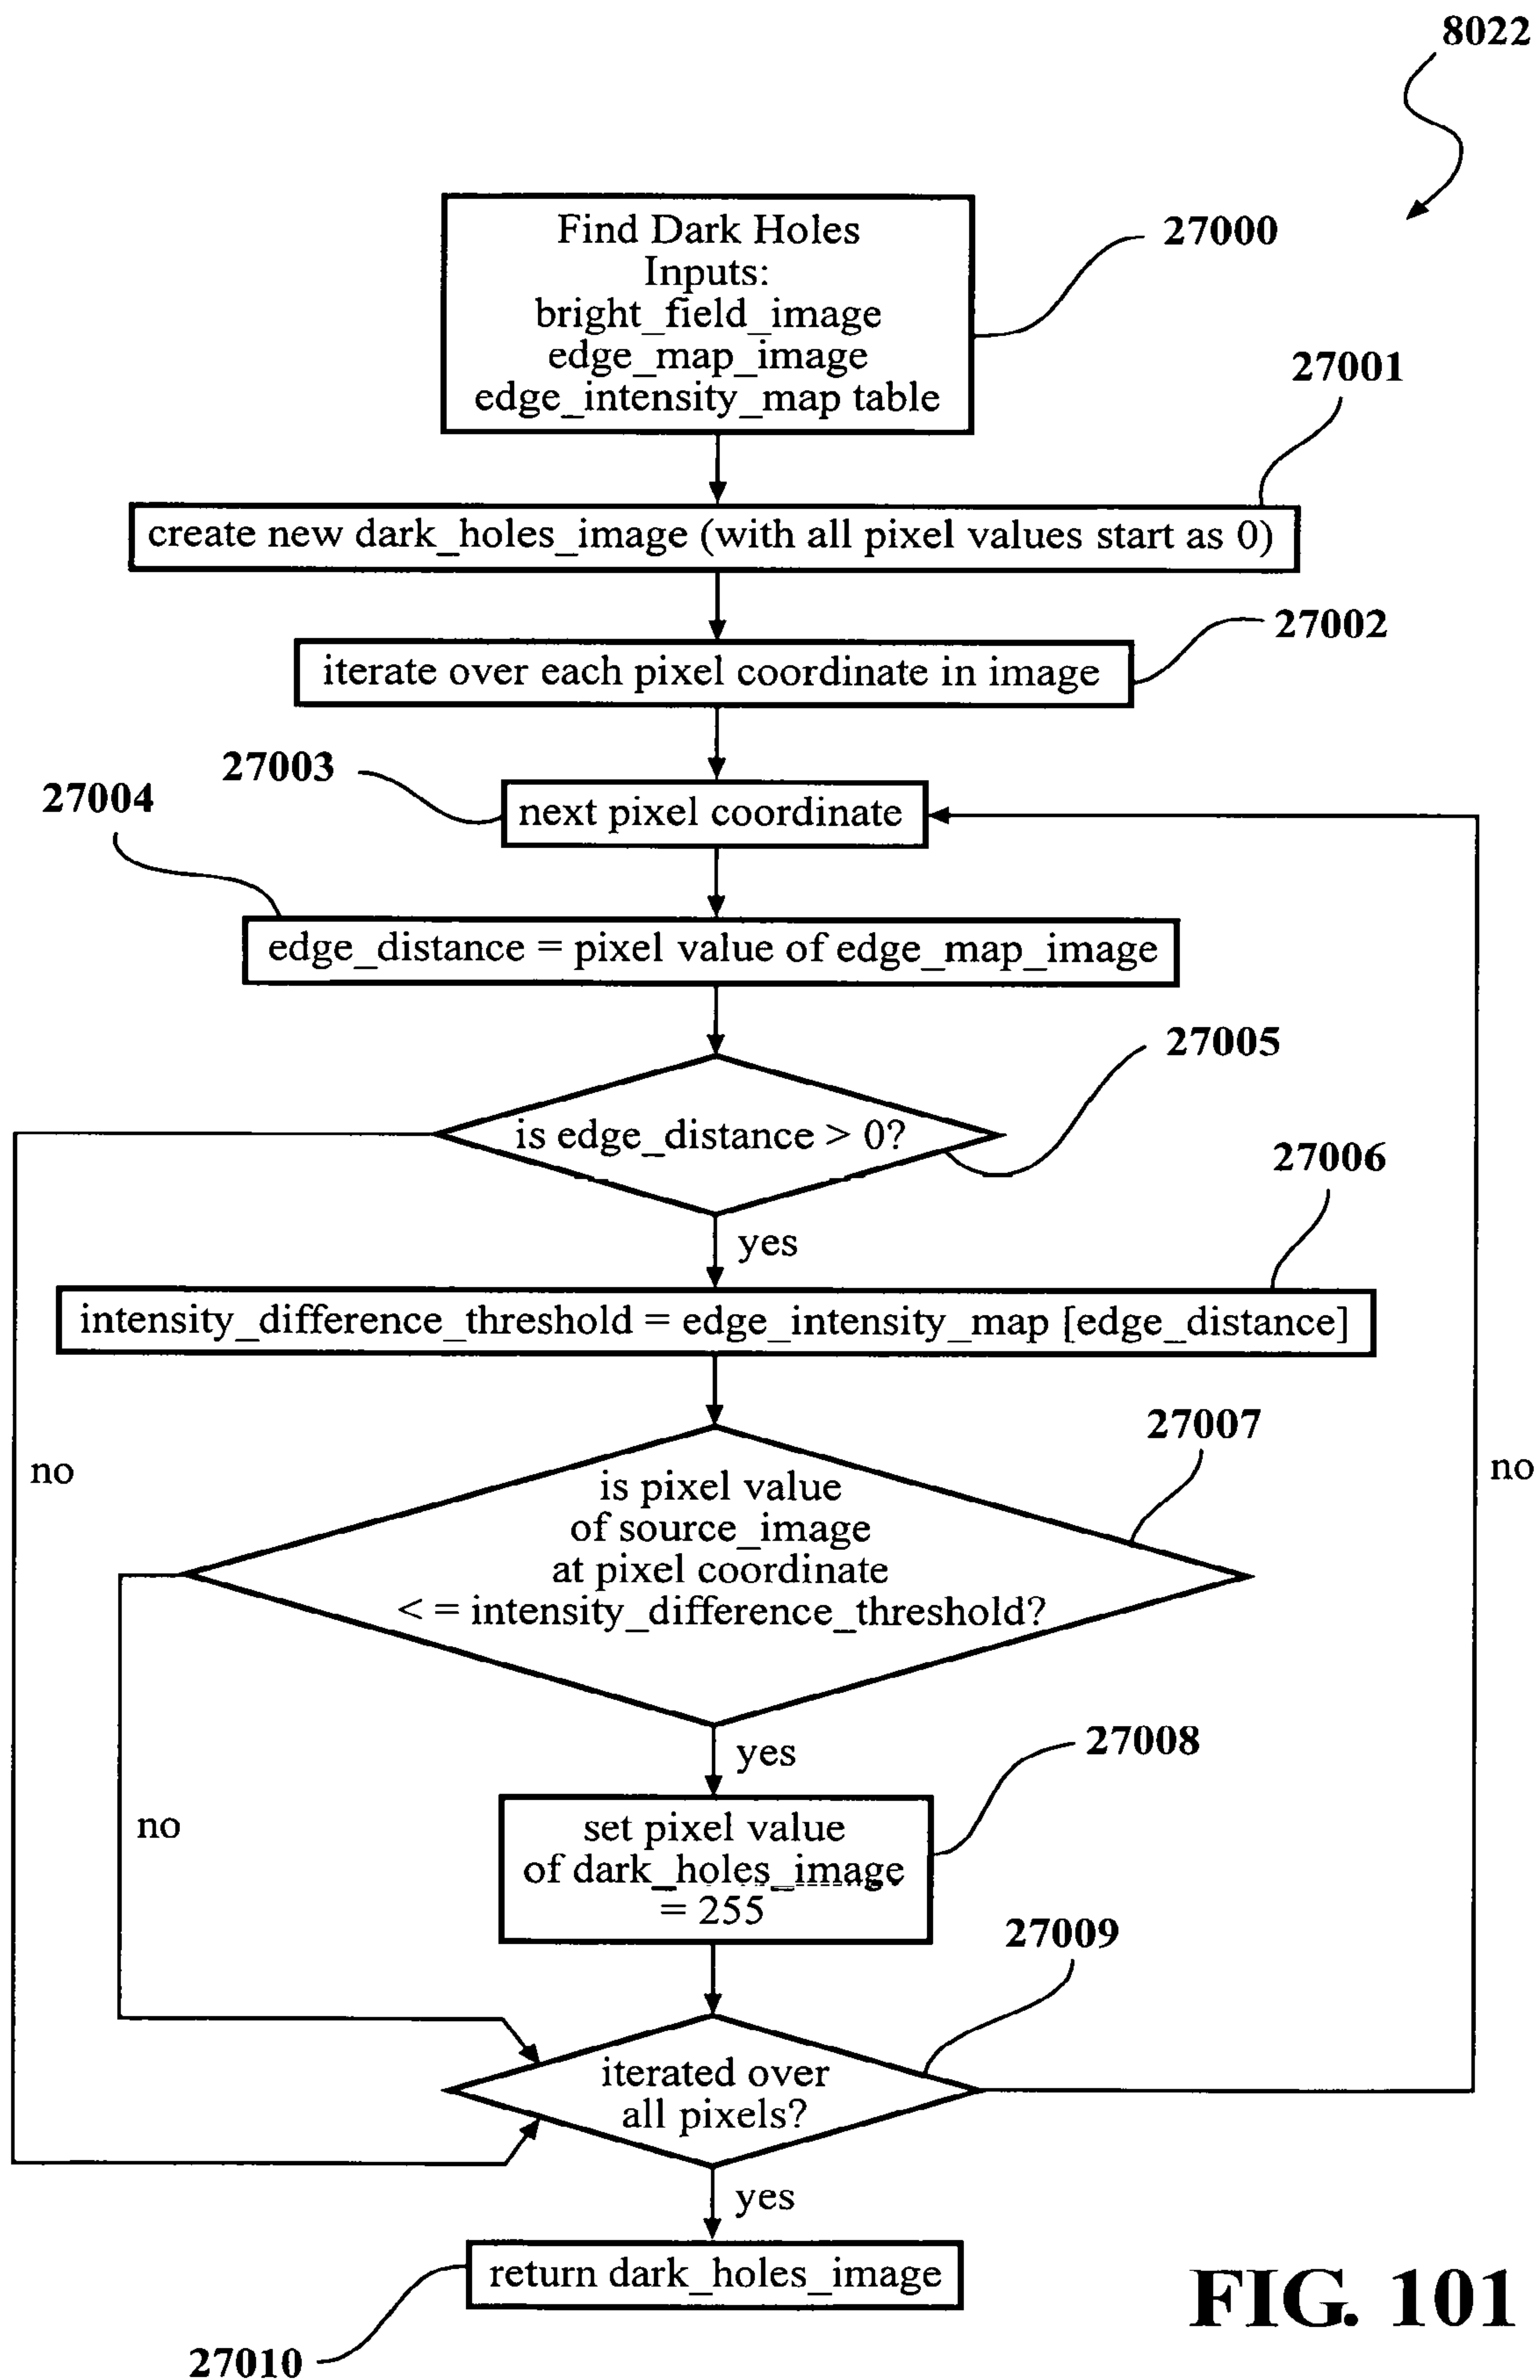 8022
Find Dark Holes
Inputs:
bright_field_image
edge_map_image
edge_intensity_map table
27000
27001
create new dark_holes_image (with all pixel values start as 0)
27002
iterate over each pixel coordinate in image
27003
next pixel coordinate
27004
edge_distance = pixel value of edge_map_image
27005
is edge_distance > 0?
yes
27006
intensity_difference_threshold = edge_intensity_map [edge_distance]
27007
no
no
is pixel value
of source_image
at pixel coordinate
< = intensity_difference_threshold?
yes
27008
no
set pixel value
of dark_holes_image
= 255
27009
iterated over
all pixels?
yes
return dark_holes_image
27010
FIG. 101